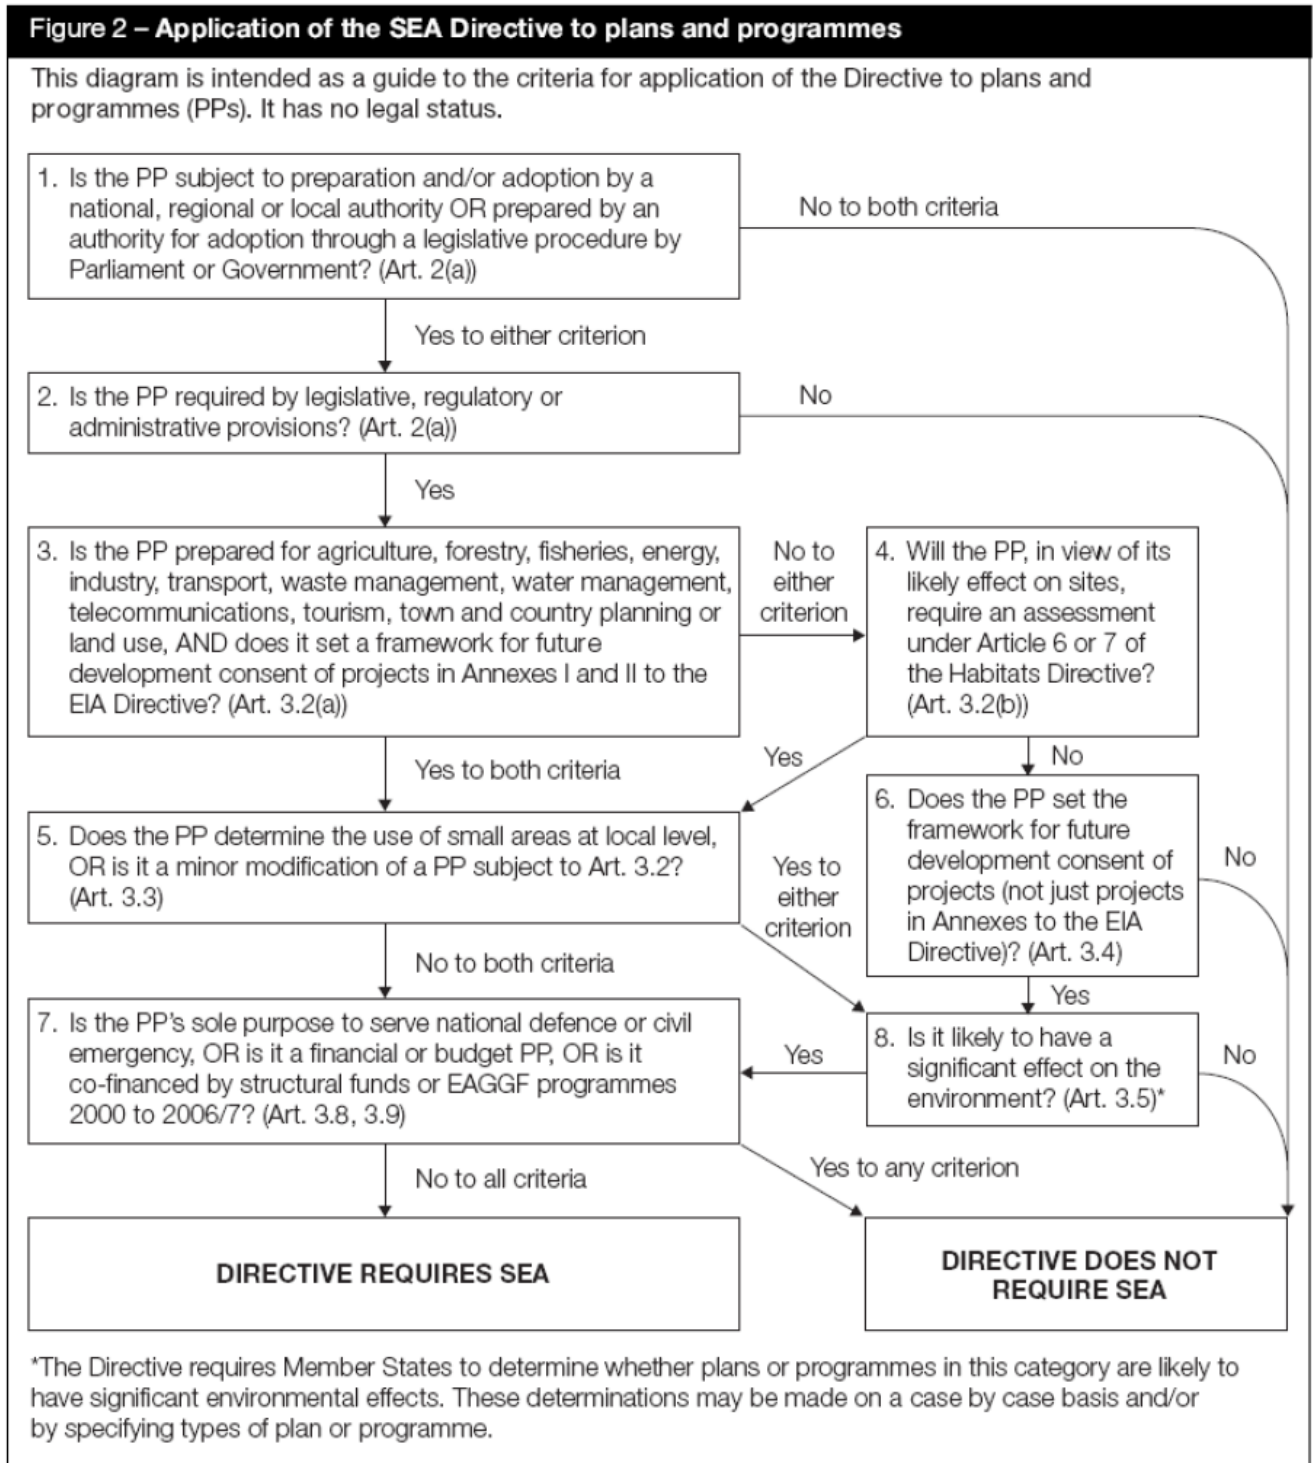 Figure 2 – Application of the SEA Directive to plans and programmes
This diagram is intended as a guide to the criteria for application of the Directive to plans and
programmes (PPs). It has no legal status.
1. Is the PP subject to preparation and/or adoption by a
national, regional or local authority OR prepared by an
authority for adoption through a legislative procedure by
Parliament or Government? (Art. 2(a))
No to both criteria
Yes to either criterion
2. Is the PP required by legislative, regulatory or
administrative provisions? (Art. 2(a))
No
Yes
3. Is the PP prepared for agriculture, forestry, fisheries, energy,
industry, transport, waste management, water management,
telecommunications, tourism, town and country planning or
land use, AND does it set a framework for future
development consent of projects in Annexes I and II to the
EIA Directive? (Art. 3.2(a))
No to
either
criterion
4. Will the PP, in view of its
likely effect on sites,
require an assessment
under Article 6 or 7 of
the Habitats Directive?
(Art. 3.2(b))
Yes to both criteria
Yes
No
5. Does the PP determine the use of small areas at local level,
OR is it a minor modification of a PP subject to Art. 3.2?
(Art. 3.3)
Yes to
either
criterion
6. Does the PP set the
framework for future
development consent of
projects (not just projects
in Annexes to the EIA
Directive)? (Art. 3.4)
No
No to both criteria
Yes
7. Is the PP's sole purpose to serve national defence or civil
emergency, OR is it a financial or budget PP, OR is it
co-financed by structural funds or EAGGF programmes
2000 to 2006/7? (Art. 3.8, 3.9)
Yes
8. Is it likely to have a
significant effect on the
environment? (Art. 3.5)*
No
No to all criteria
Yes to any criterion
DIRECTIVE REQUIRES SEA
DIRECTIVE DOES NOT
REQUIRE SEA
*The Directive requires Member States to determine whether plans or programmes in this category are likely to
have significant environmental effects. These determinations may be made on a case by case basis and/or
by specifying types of plan or programme.